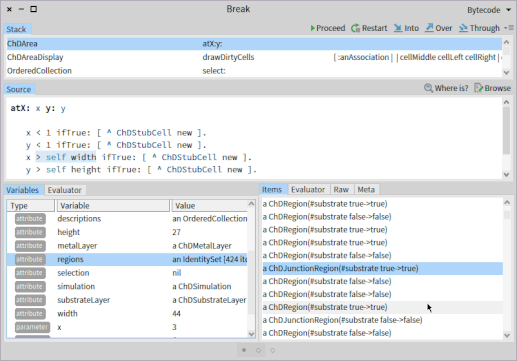 Break
Bytecode
Stack
Proceed Restart Into Over Through
ChDArea atX:y:
ChDAreaDisplay drawDirtyCells [ :anAssociation | | cellMiddle cellLeft cellRight |
OrderedCollection select:
Source
Where is? Browse
atX: x y: y
x < 1 ifTrue: [ ^ ChDStubCell new ].
y < 1 ifTrue: [ ^ ChDStubCell new ].
x > self width ifTrue: [ ^ ChDStubCell new ].
y > self height ifTrue: [ ^ ChDStubCell new ].
Variables Evaluator
Type Variable Value
attribute descriptions an OrderedCollection
attribute height 27
attribute metalLayer a ChDMetalLayer
attribute regions an IdentitySet [424 ite
attribute selection nil
attribute simulation a ChDSimulation
attribute substrateLayer a ChDSubstrateLayer
attribute width 44
parameter x 3
Items Evaluator Raw Meta
a ChDRegion(#substrate true->true)
a ChDRegion(#substrate false->false)
a ChDRegion(#substrate true->true)
a ChDRegion(#substrate true->true)
a ChDRegion(#substrate false->false)
a ChDJunctionRegion(#substrate true->true)
a ChDRegion(#substrate false->false)
a ChDRegion(#substrate false->false)
a ChDRegion(#substrate true->true)
a ChDJunctionRegion(#substrate false->false)
a ChDRegion(#substrate false->false)